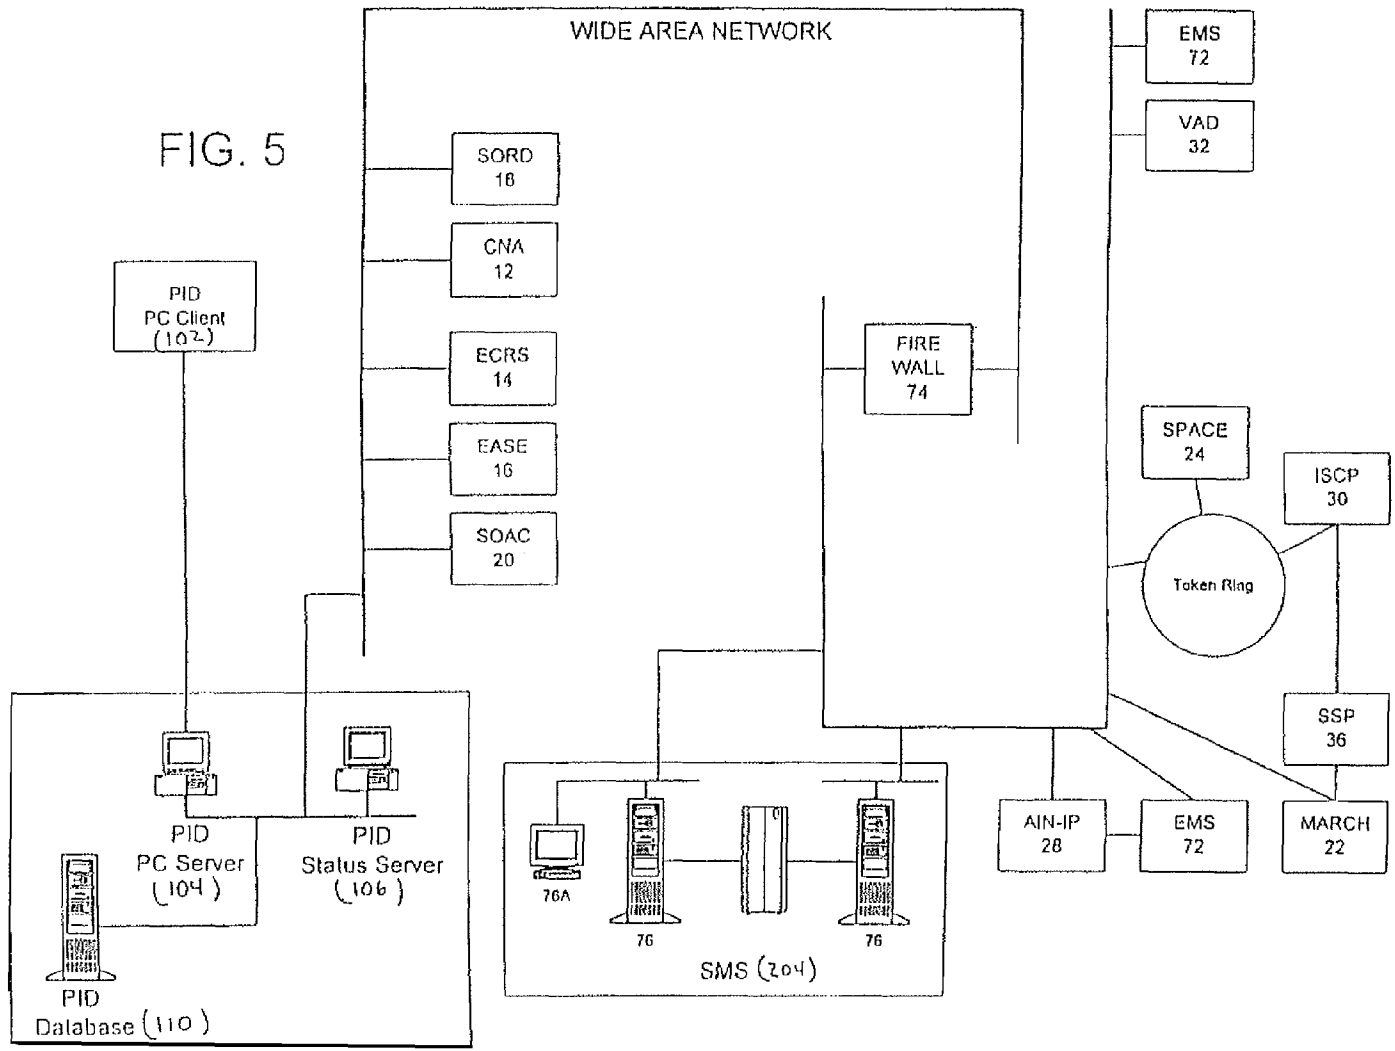 WIDE AREA NETWORK
EMS
72
VAD
32
FIG. 5
SORD
18
CNA
12
PID
PC Client
(102)
ECRS
14
FIRE
WALL
74
EASE
16
SPACE
24
ISCP
30
SOAC
20
Token Ring
SSP
36
PID
PC Server
(104)
PID
Status Server
(106)
AIN-IP
28
EMS
72
MARCH
22
76A
76
76
SMS (204)
PID
Database (110)